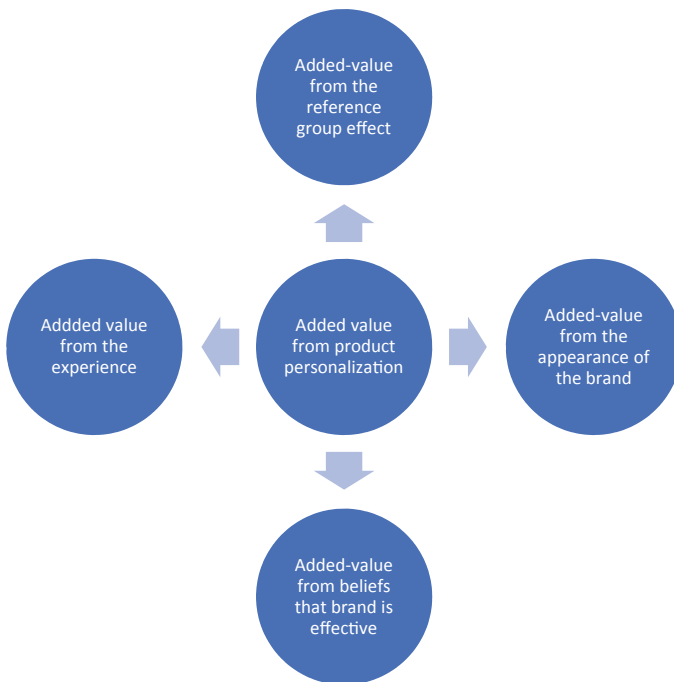 Added-value
from the
reference
group effect
Addded value
from the
experience
Added value
from product
personalization
Added-value
from the
appearance of
the brand
Added-value
from beliefs
that brand is
effective